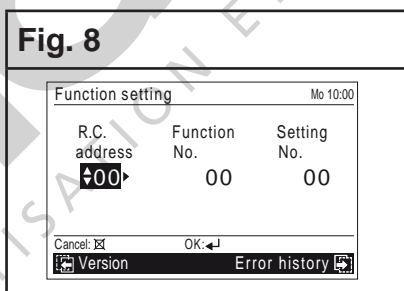 Fig. 8
Function setting Mo 10:00
R.C. address Function No. Setting No.
00 00 00
Cancel: OK:
Version Error history